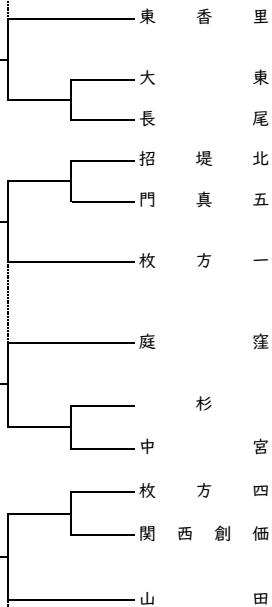 東香里
大東
長尾
招堤北
門真五
枚方一
庭窪
杉
中宮
枚方四
関西創価
山田